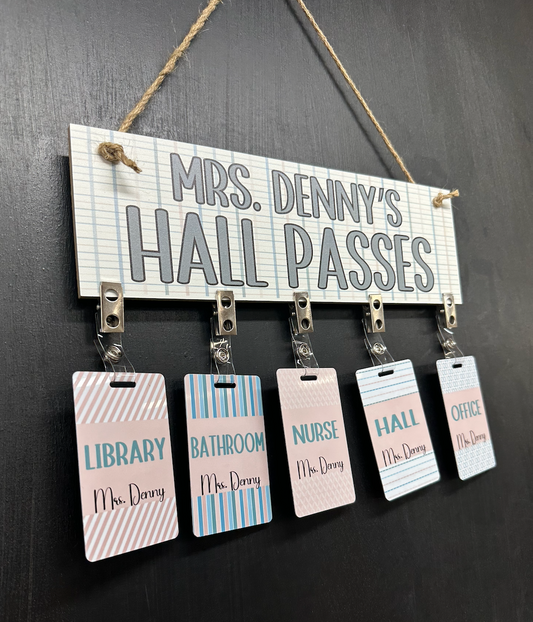 MRS. DENNY'S
HALL PASSES
LIBRARY
Mrs. Denny
BATHROOM
Mrs. Denny
NURSE
Mrs. Denny
HALL
Mrs. Denny
OFFICE
Mrs. Denny